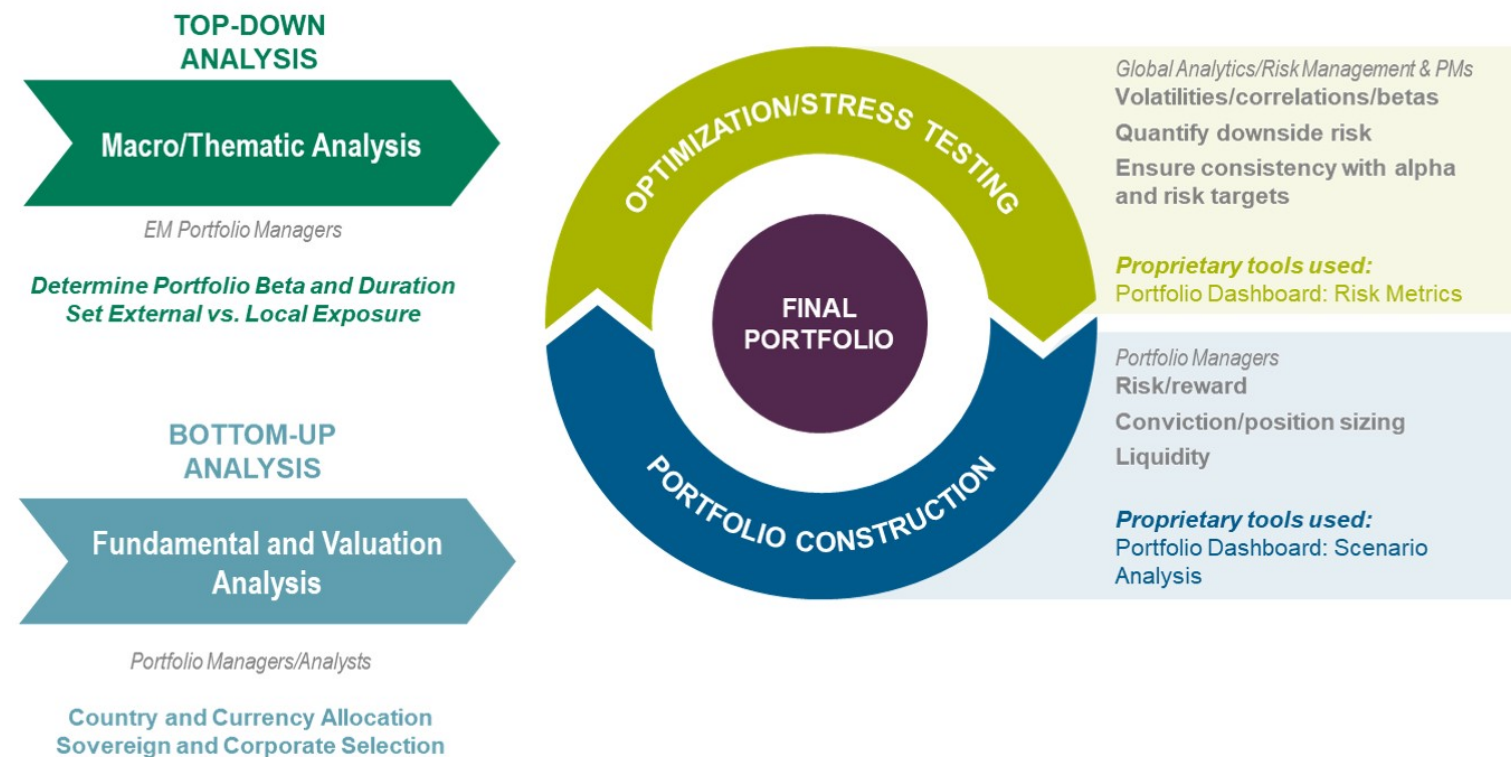 TOP-DOWN
ANALYSIS
Macro/Thematic Analysis
EM Portfolio Managers
Determine Portfolio Beta and Duration
Set External vs. Local Exposure
BOTTOM-UP
ANALYSIS
Fundamental and Valuation
Analysis
Portfolio Managers/Analysts
Country and Currency Allocation
Sovereign and Corporate Selection
OPTIMIZATION/STRESS TESTING
FINAL
PORTFOLIO
PORTFOLIO CONSTRUCTION
Global Analytics/Risk Management & PMs
Volatilities/correlations/betas
Quantify downside risk
Ensure consistency with alpha
and risk targets
Proprietary tools used:
Portfolio Dashboard: Risk Metrics
Portfolio Managers
Risk/reward
Conviction/position sizing
Liquidity
Proprietary tools used:
Portfolio Dashboard: Scenario
Analysis